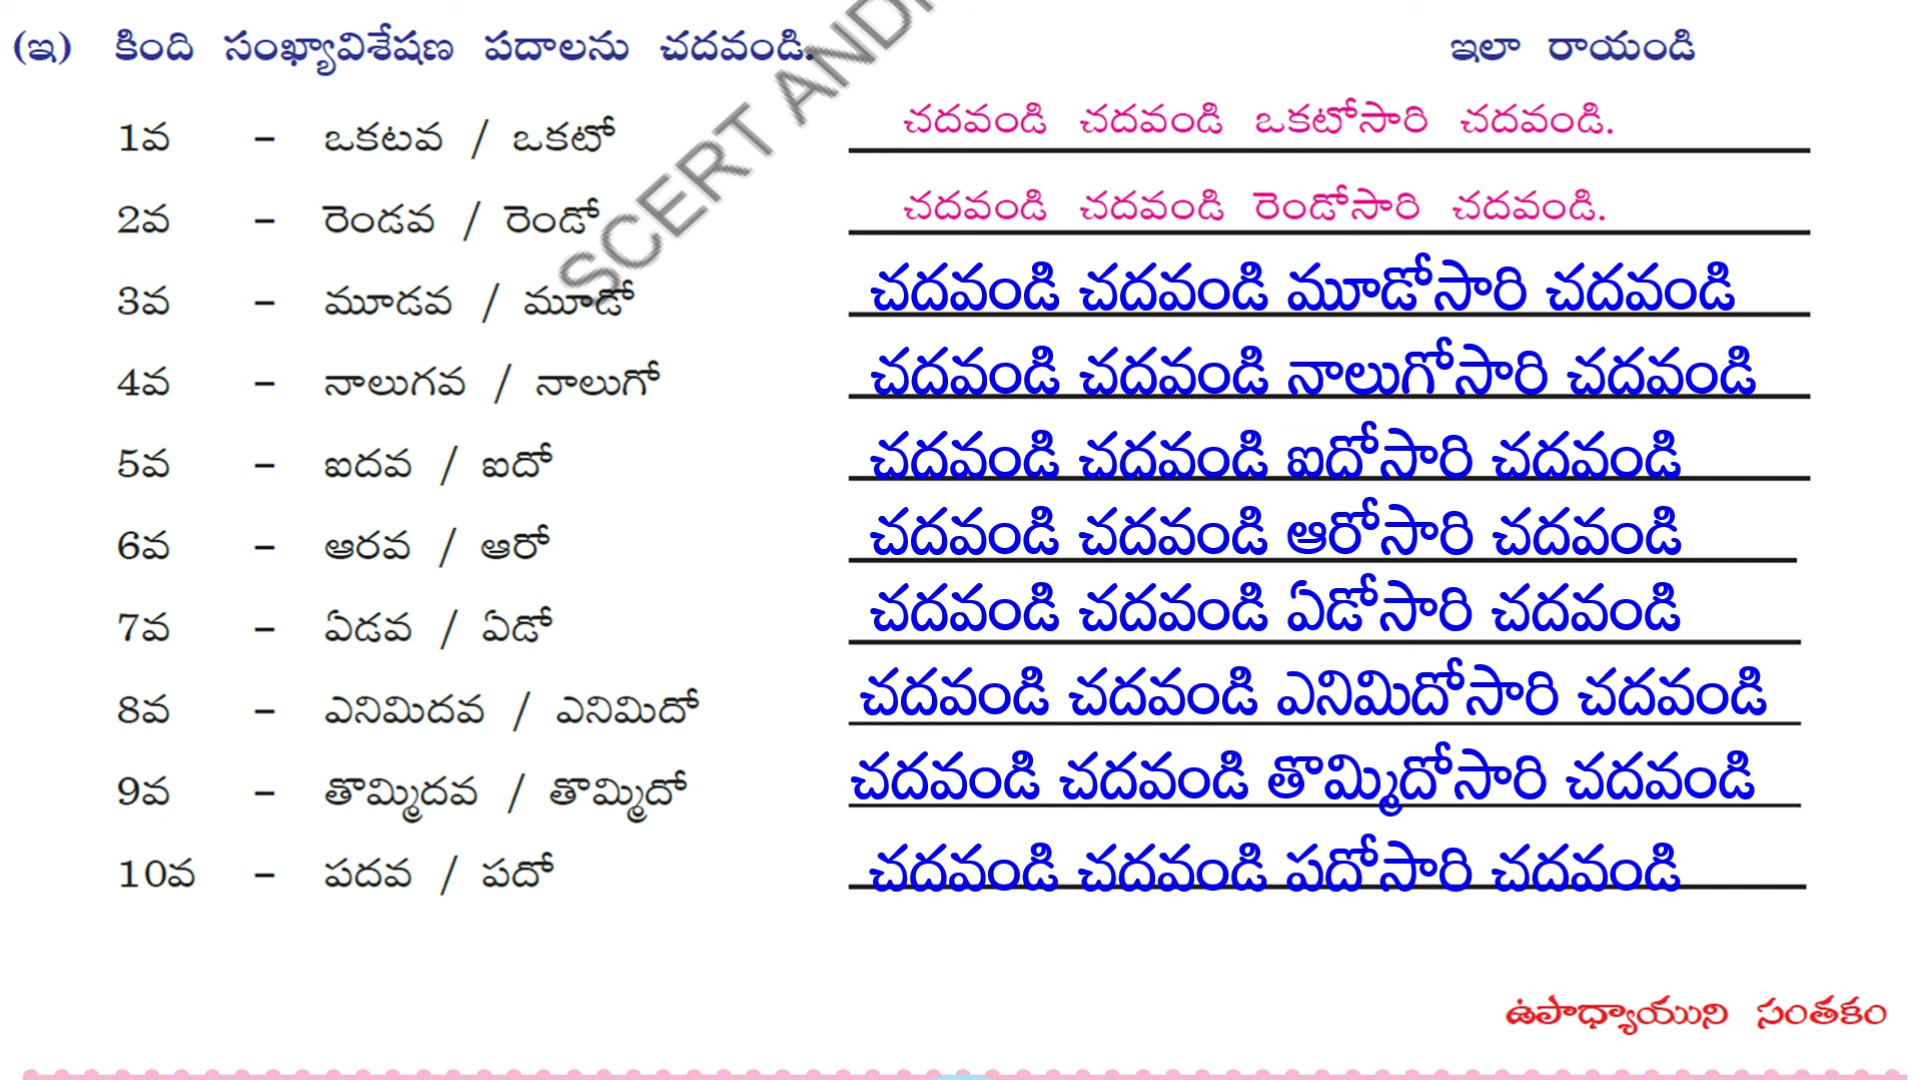 (ఇ) కింది సంఖ్యావిశేషణ పదాలను చదవండి. ఇలా రాయండి
1వ – ఒకటవ / ఒకటో చదవండి చదవండి ఒకటోసారి చదవండి.
2వ – రెండవ / రెండో చదవండి చదవండి రెండోసారి చదవండి.
3వ – మూడవ / మూడో చదవండి చదవండి మూడోసారి చదవండి
4వ – నాలుగవ / నాలుగో చదవండి చదవండి నాలుగోసారి చదవండి
5వ – ఐదవ / ఐదో చదవండి చదవండి ఐదోసారి చదవండి
6వ – ఆరవ / ఆరో చదవండి చదవండి ఆరోసారి చదవండి
7వ – ఏడవ / ఏడో చదవండి చదవండి ఏడోసారి చదవండి
8వ – ఎనిమిదవ / ఎనిమిదో చదవండి చదవండి ఎనిమిదోసారి చదవండి
9వ – తొమ్మిదవ / తొమ్మిదో చదవండి చదవండి తొమ్మిదోసారి చదవండి
10వ – పదవ / పదో చదవండి చదవండి పదోసారి చదవండి
ఉపాధ్యాయుని సంతకం
SCERT